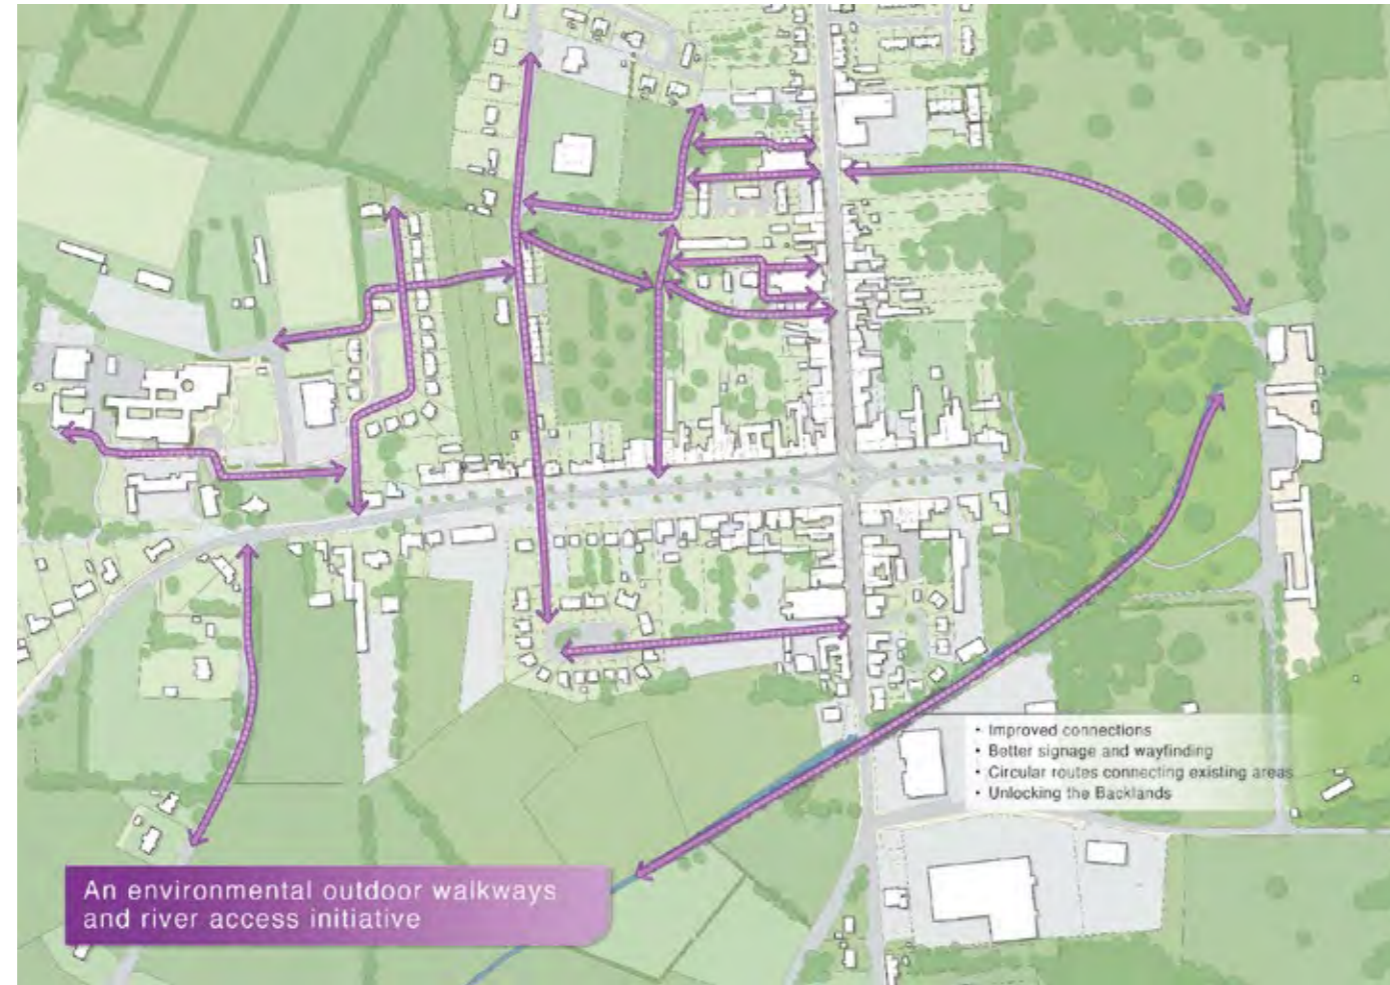 • Improved connections
• Better signage and wayfinding
• Circular routes connecting existing areas
• Unlocking the Backlands
An environmental outdoor walkways
and river access initiative